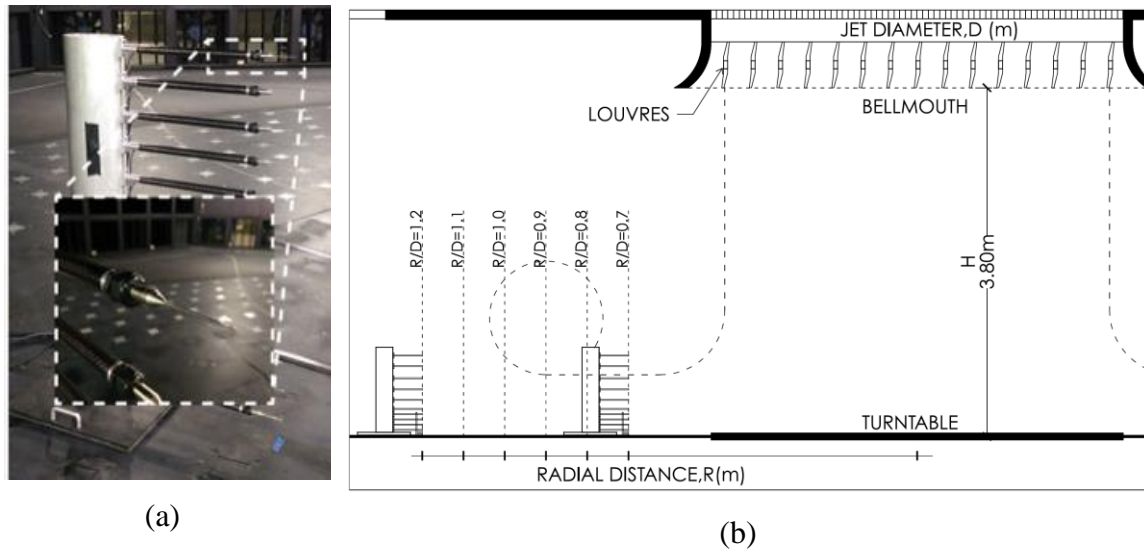 JET DIAMETER,D (m)
LOUVRES
BELLMOUTH
R/D=1.2
R/D=1.1
R/D=1.0
R/D=0.9
R/D=0.8
R/D=0.7
H
3.80m
TURNTABLE
RADIAL DISTANCE,R(m)
(a)
(b)